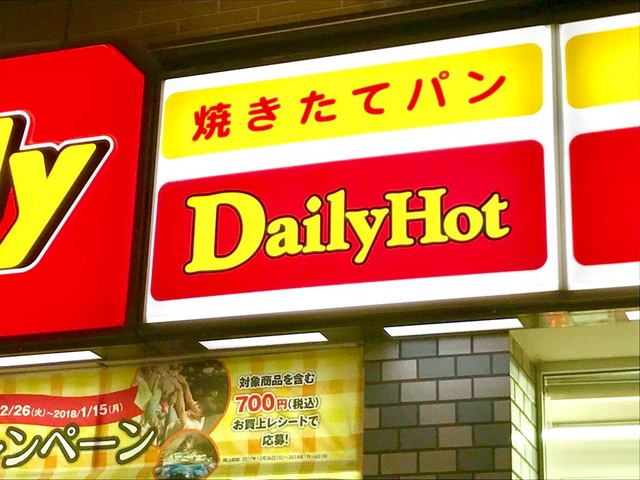 ly
焼きたてパン
DailyHot
2/26(火)～2018/1/15(月)
ンペーン
対象商品を含む
700円(税込)
お買上レシートで
応募!